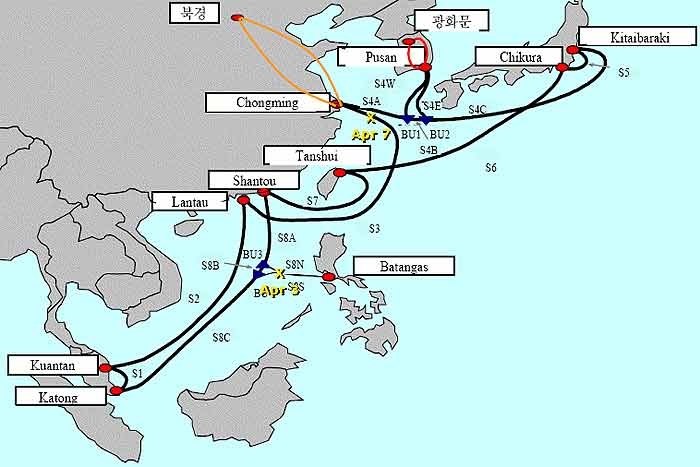 북경
광화문
Kitaibaraki
Pusan
Chikura
S4W
S5
Chongming
S4A
S4E
S4C
Apr 7
BU1
BU2
S4B
Tanshui
S6
Shantou
Lantau
S7
S3
S8A
BU3
S8B
S8N
Batangas
S8S
Apr 3
S2
S8C
Kuantan
S1
Katong